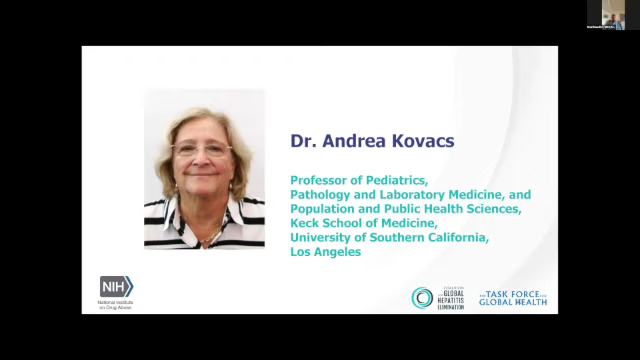 Dr. Andrea Kovacs
Professor of Pediatrics,
Pathology and Laboratory Medicine, and
Population and Public Health Sciences,
Keck School of Medicine,
University of Southern California,
Los Angeles
NIH
National Institute
on Drug Abuse
GLOBAL
HEPATITIS
ELIMINATION
TASK FORCE
GLOBAL HEALTH